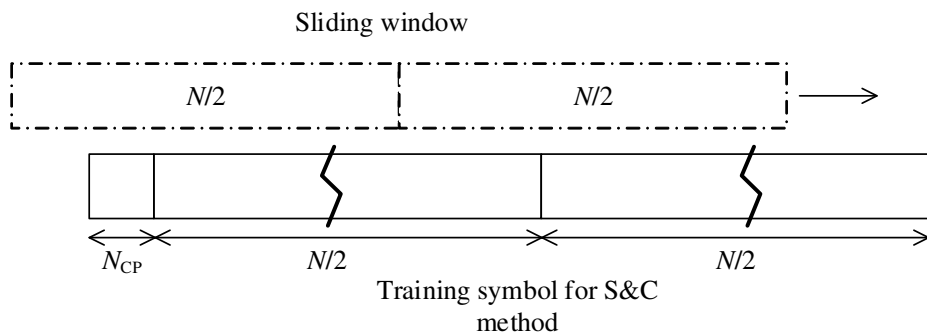 Sliding window
N/2 N/2
N_CP N/2 N/2
Training symbol for S&C
method